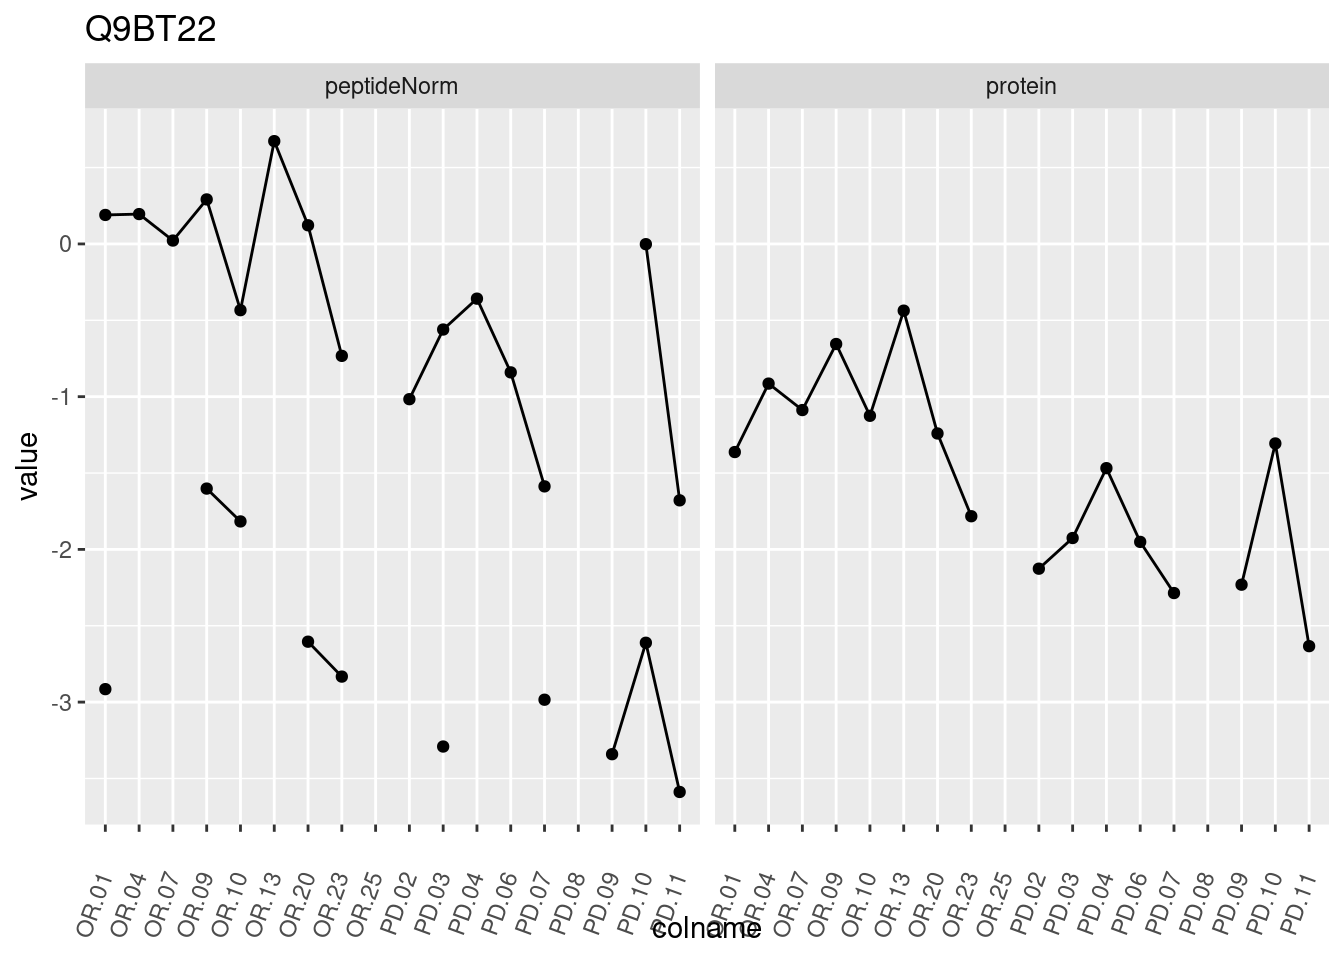 Q9BT22
peptideNorm protein
value
0
-1
-2
-3
OR.01 OR.04 OR.07 OR.09 OR.10 OR.13 OR.20 OR.23 OR.25 PD.02 PD.03 PD.04 PD.06 PD.07 PD.08 PD.09 PD.10 PD.11 OR.01 OR.04 OR.07 OR.09 OR.10 OR.13 OR.20 OR.23 OR.25 PD.02 PD.03 PD.04 PD.06 PD.07 PD.08 PD.09 PD.10 PD.11
colname